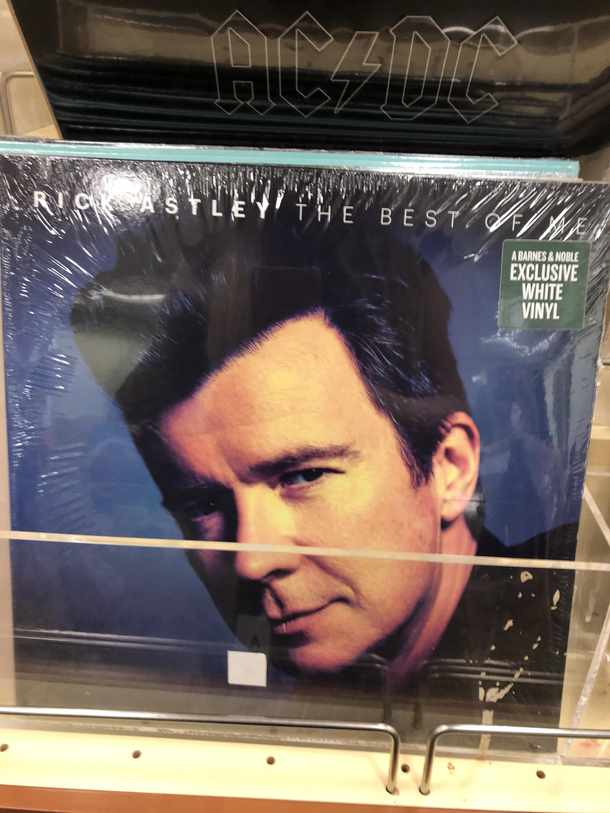 AC⚡DC
RICK ASTLEY THE BEST OF ME
A BARNES & NOBLE
EXCLUSIVE
WHITE
VINYL